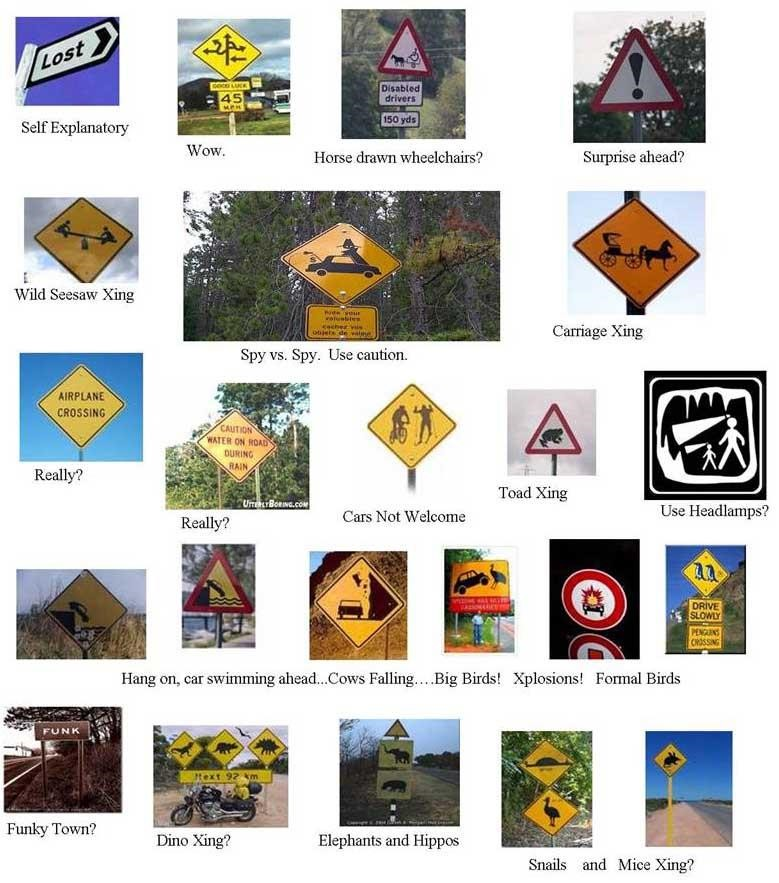 Lost
GOOD LUCK
45
M.P.H.
Disabled
drivers
150 yds
Self Explanatory
Wow.
Horse drawn wheelchairs?
Surprise ahead?
hide your
valuables
cachez vos
objets de valeur
Wild Seesaw Xing
Spy vs. Spy.  Use caution.
Carriage Xing
AIRPLANE
CROSSING
CAUTION
WATER ON ROAD
DURING
RAIN
UTTERLYBORING.COM
Really?
Really?
Cars Not Welcome
Toad Xing
Use Headlamps?
DRIVE
SLOWLY
PENGUINS
CROSSING
Hang on, car swimming ahead...Cows Falling….Big Birds!   Xplosions!   Formal Birds
FUNK
Next 92 km
Funky Town?
Dino Xing?
Elephants and Hippos
Snails    and   Mice Xing?